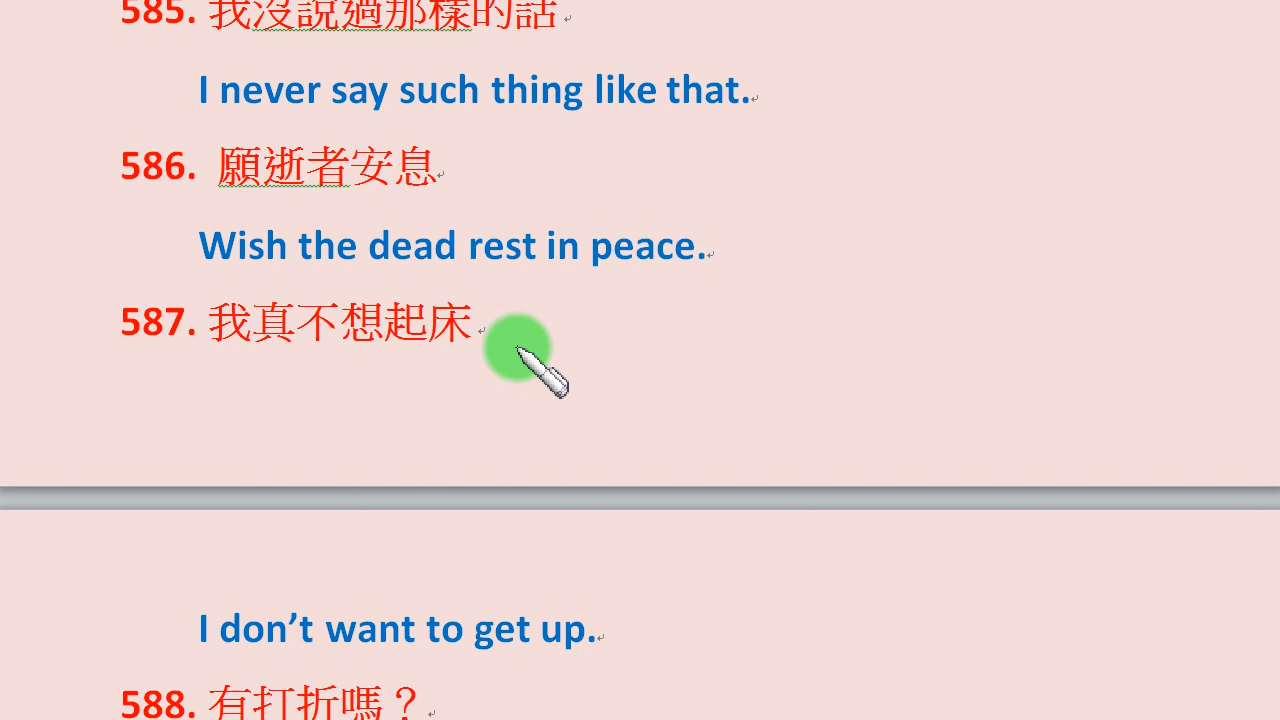 585. 我沒說過那樣的話
I never say such thing like that.
586. 願逝者安息
Wish the dead rest in peace.
587. 我真不想起床
I don’t want to get up.
588. 有打折嗎？